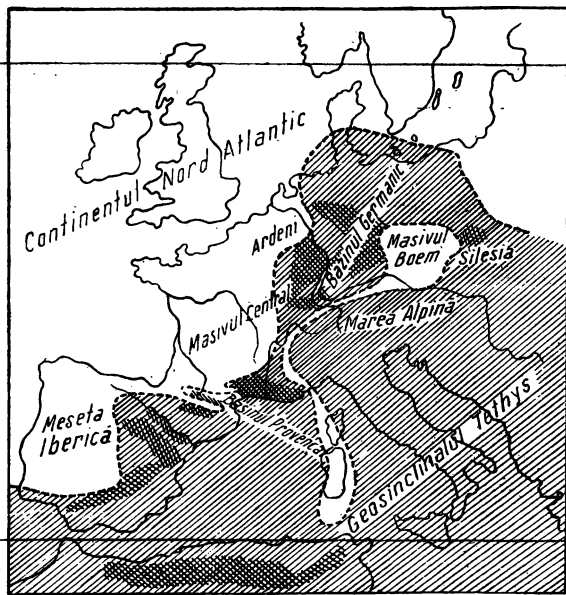 Continentul Nord Atlantic
Ardeni
Bazinul Germanic
Masivul
Boem
Silesia
Masivul Central
Marea Alpină
Meseta
Iberică
Geosinclinalul Tethys